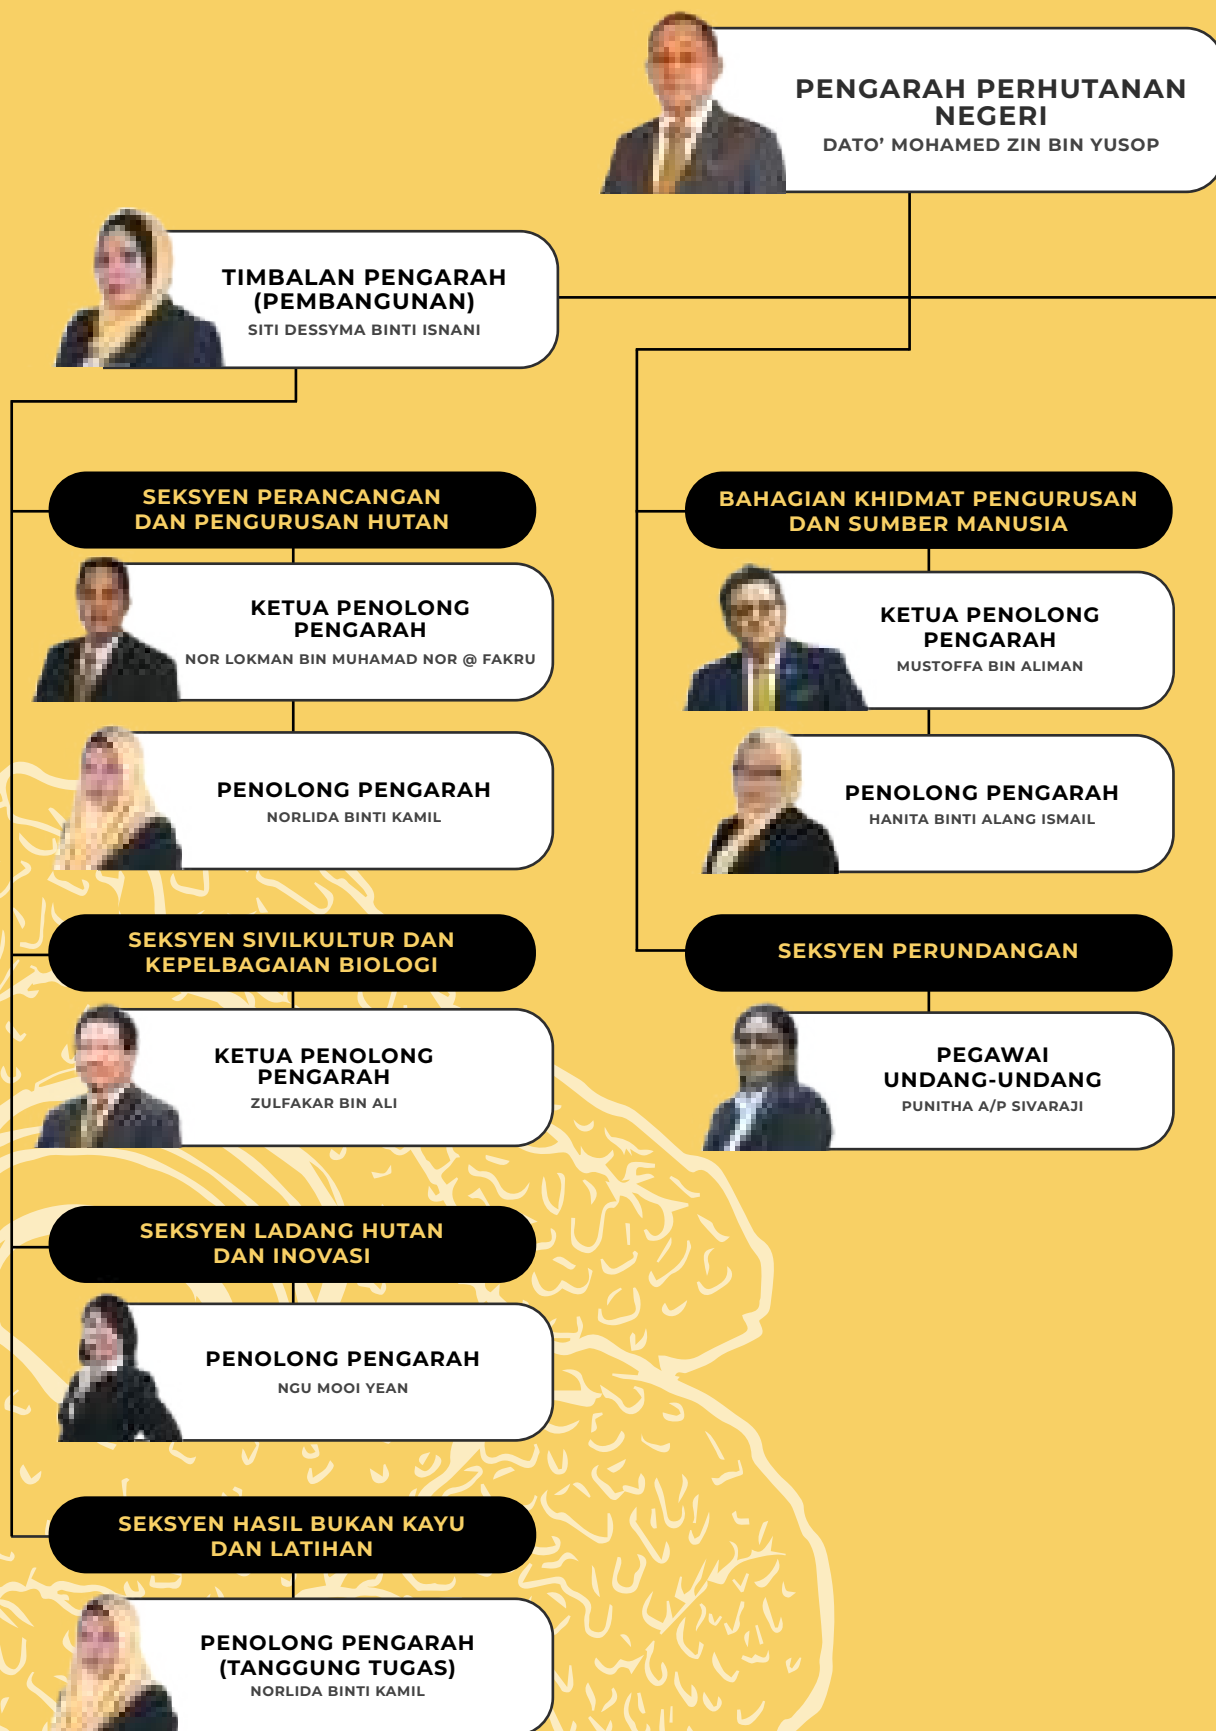 PENGARAH PERHUTANAN
NEGERI
DATO’ MOHAMED ZIN BIN YUSOP
TIMBALAN PENGARAH
(PEMBANGUNAN)
SITI DESSYMA BINTI ISNANI
SEKSYEN PERANCANGAN
DAN PENGURUSAN HUTAN
KETUA PENOLONG
PENGARAH
NOR LOKMAN BIN MUHAMAD NOR @ FAKRU
PENOLONG PENGARAH
NORLIDA BINTI KAMIL
SEKSYEN SIVILKULTUR DAN
KEPELBAGAIAN BIOLOGI
KETUA PENOLONG
PENGARAH
ZULFAKAR BIN ALI
SEKSYEN LADANG HUTAN
DAN INOVASI
PENOLONG PENGARAH
NGU MOOI YEAN
SEKSYEN HASIL BUKAN KAYU
DAN LATIHAN
PENOLONG PENGARAH
(TANGGUNG TUGAS)
NORLIDA BINTI KAMIL
BAHAGIAN KHIDMAT PENGURUSAN
DAN SUMBER MANUSIA
KETUA PENOLONG
PENGARAH
MUSTOFFA BIN ALIMAN
PENOLONG PENGARAH
HANITA BINTI ALANG ISMAIL
SEKSYEN PERUNDANGAN
PEGAWAI
UNDANG-UNDANG
PUNITHA A/P SIVARAJI